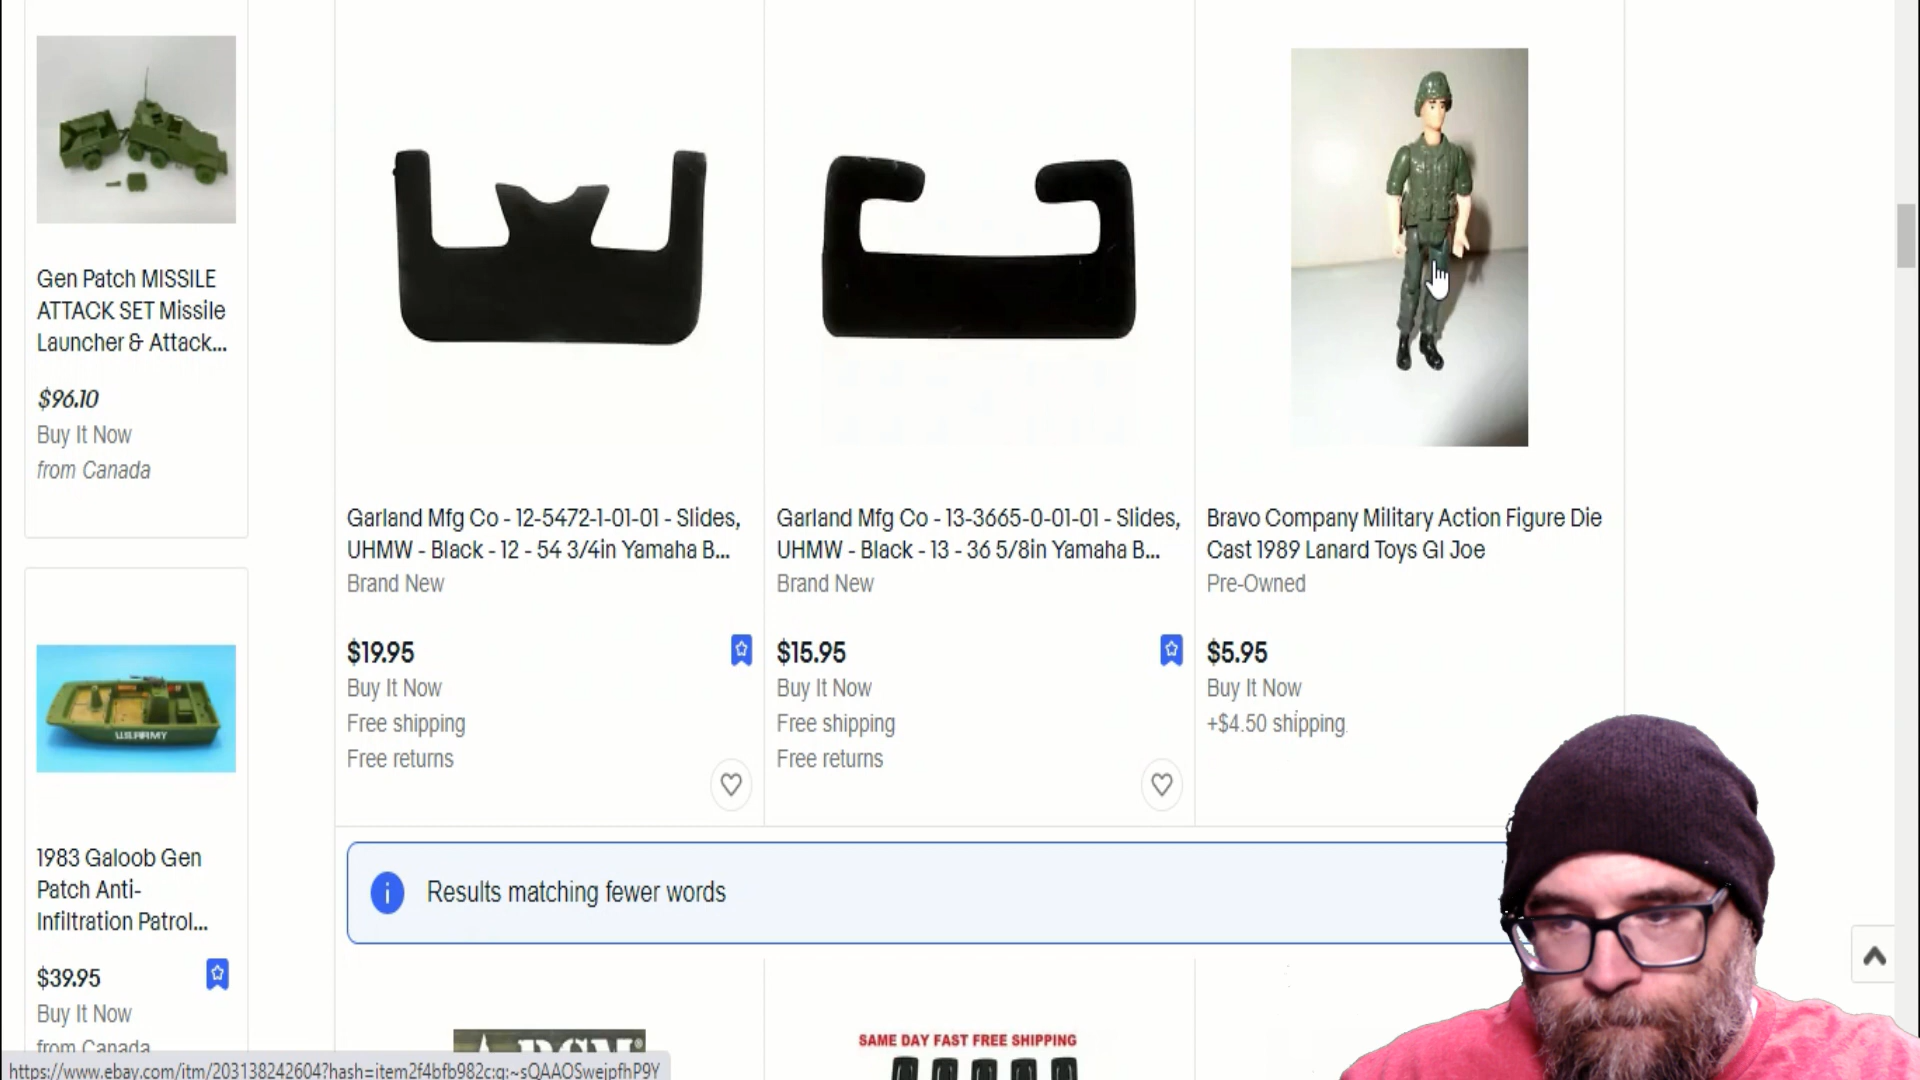 Gen Patch MISSILE
ATTACK SET Missile
Launcher & Attack...
$96.10
Buy It Now
from Canada
1983 Galoob Gen
Patch Anti-
Infiltration Patrol...
$39.95
Buy It Now
from Canada
U.S. ARMY
Garland Mfg Co - 12-5472-1-01-01 - Slides,
UHMW - Black - 12 - 54 3/4in Yamaha B...
Brand New
$19.95
Buy It Now
Free shipping
Free returns
Garland Mfg Co - 13-3665-0-01-01 - Slides,
UHMW - Black - 13 - 36 5/8in Yamaha B...
Brand New
$15.95
Buy It Now
Free shipping
Free returns
Bravo Company Military Action Figure Die
Cast 1989 Lanard Toys GI Joe
Pre-Owned
$5.95
Buy It Now
+$4.50 shipping
Results matching fewer words
SAME DAY FAST FREE SHIPPING
https://www.ebay.com/itm/203138242604?hash=item2f4bfb982c:g:~sQAAOSwejpfhP9Y